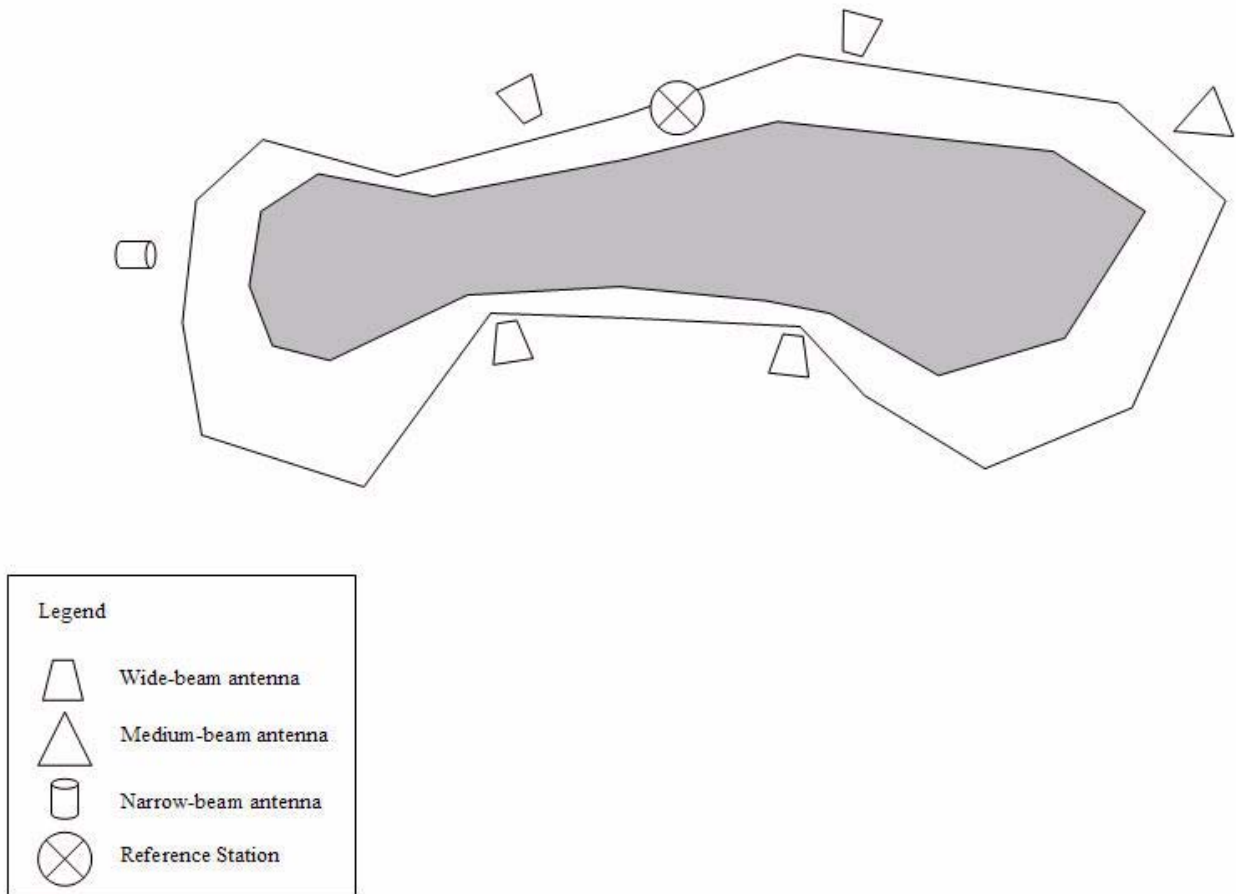 Legend
Wide-beam antenna
Medium-beam antenna
Narrow-beam antenna
Reference Station